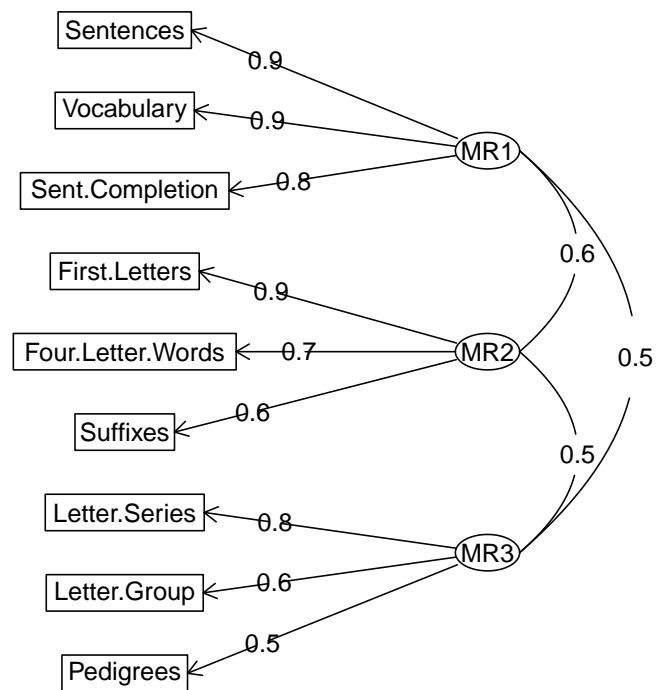 Sentences
0.9
Vocabulary
0.9
MR1
Sent.Completion
0.8
0.6
First.Letters
0.9
Four.Letter.Words
0.7
MR2
0.5
Suffixes
0.6
0.5
Letter.Series
0.8
MR3
Letter.Group
0.6
Pedigrees
0.5